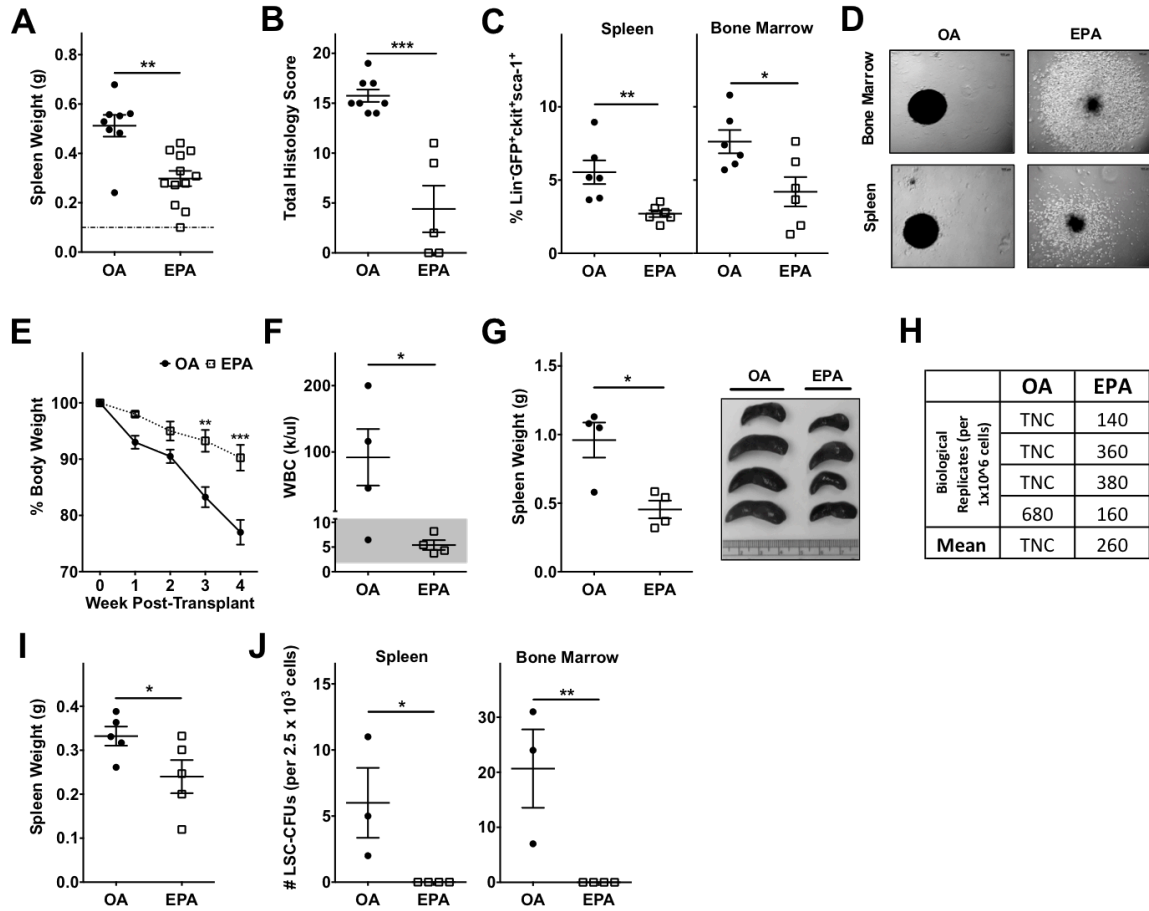 A
Spleen Weight (g)
0.8
0.6
0.4
0.2
0.0
**
OA
EPA
B
Total Histology Score
20
15
10
5
0
***
OA
EPA
C
% Lin-GFP+ckit+sca-1+
Spleen
Bone Marrow
10
5
0
**
*
OA
EPA
OA
EPA
D
OA
EPA
Bone Marrow
Spleen
E
OA
EPA
% Body Weight
100
90
80
70
**
***
0
1
2
3
4
Week Post-Transplant
F
WBC (k/ul)
200
100
10
5
0
*
OA
EPA
G
Spleen Weight (g)
1.5
1.0
0.5
0.0
*
OA
EPA
OA
EPA
H
OA
EPA
Biological
Replicates (per
1x10^6 cells)
TNC
140
TNC
360
TNC
380
680
160
Mean
TNC
260
I
Spleen Weight (g)
0.4
0.3
0.2
0.1
0.0
*
OA
EPA
J
# LSC-CFUs (per 2.5 x 10³ cells)
Spleen
15
10
5
0
*
OA
EPA
Bone Marrow
30
20
10
0
**
OA
EPA